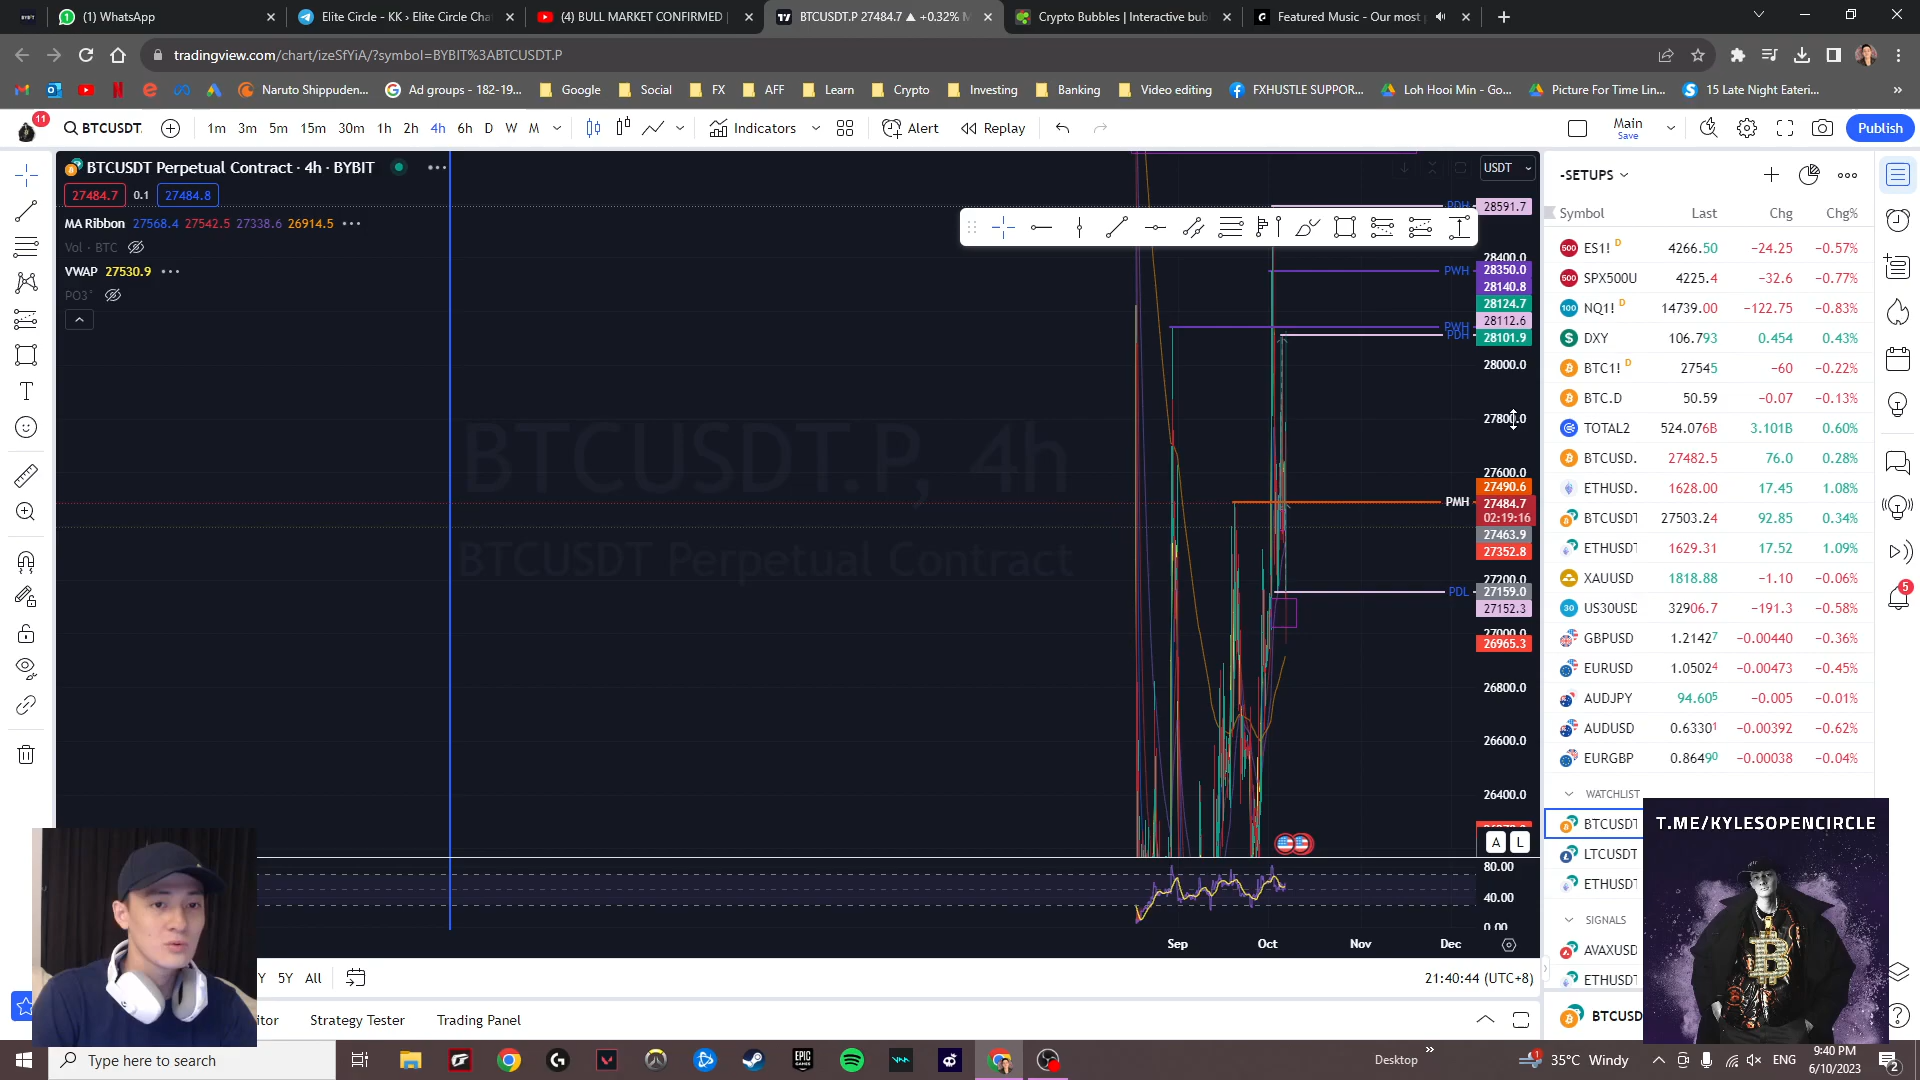 (1) WhatsApp
Elite Circle - KK › Elite Circle Cha
(4) BULL MARKET CONFIRMED
BTCUSDT.P 27484.7 ▲ +0.32%
Crypto Bubbles | Interactive bub
Featured Music - Our most
tradingview.com/chart/izeSfYiA/?symbol=BYBIT%3ABTCUSDT.P
Naruto Shippuden...
Ad groups - 182-19...
Google
Social
FX
AFF
Learn
Crypto
Investing
Banking
Video editing
FXHUSTLE SUPPOR...
Loh Hooi Min - Go...
Picture For Time Lin...
15 Late Night Eateri...
11
BTCUSDT.
1m 3m 5m 15m 30m 1h 2h 4h 6h D W M
Indicators
Alert
Replay
Main
Save
Publish
BTCUSDT Perpetual Contract · 4h · BYBIT
27484.7 0.1 27484.8
MA Ribbon 27568.4 27542.5 27338.6 26914.5
Vol · BTC
VWAP 27530.9
PO3
BTCUSDT.P, 4h
BTCUSDT Perpetual Contract
USDT
PDH 28591.7
28400.0
PWH 28350.0
28140.8
28124.7
28112.6
PWH
PDH 28101.9
28000.0
27800.0
27600.0
27490.6
PMH 27484.7
02:19:16
27463.9
27352.8
27200.0
PDL 27159.0
27152.3
27000.0
26965.3
26800.0
26600.0
26400.0
A L
80.00
40.00
0.00
Sep Oct Nov Dec
Y 5Y All
21:40:44 (UTC+8)
itor
Strategy Tester
Trading Panel
-SETUPS
Symbol Last Chg Chg%
ES1! D 4266.50 −24.25 −0.57%
SPX500U 4225.4 −32.6 −0.77%
NQ1! D 14739.00 −122.75 −0.83%
DXY 106.793 0.454 0.43%
BTC1! D 27545 −60 −0.22%
BTC.D 50.59 −0.07 −0.13%
TOTAL2 524.076B 3.101B 0.60%
BTCUSD. 27482.5 76.0 0.28%
ETHUSD. 1628.00 17.45 1.08%
BTCUSDT 27503.24 92.85 0.34%
ETHUSDT 1629.31 17.52 1.09%
XAUUSD 1818.88 −1.10 −0.06%
US30USD 32906.7 −191.3 −0.58%
GBPUSD 1.21427 −0.00440 −0.36%
EURUSD 1.05024 −0.00473 −0.45%
AUDJPY 94.605 −0.005 −0.01%
AUDUSD 0.63301 −0.00392 −0.62%
EURGBP 0.86490 −0.00038 −0.04%
WATCHLIST
BTCUSDT
LTCUSDT
ETHUSDT
SIGNALS
AVAXUSD
ETHUSDT
BTCUSD
5
T.ME/KYLESOPENCIRCLE
Type here to search
Desktop
35°C Windy
ENG
9:40 PM
6/10/2023
2